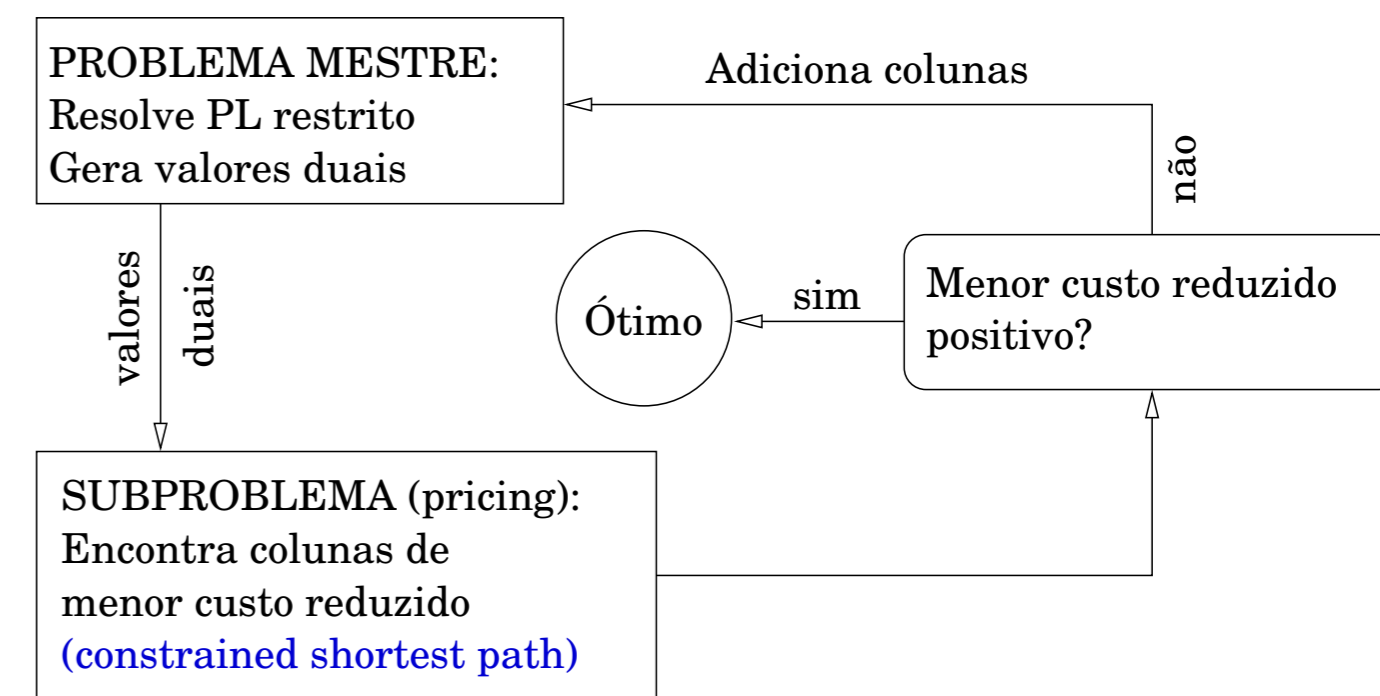 PROBLEMA MESTRE:
Resolve PL restrito
Gera valores duais
Adiciona colunas
não
valores
duais
Ótimo
sim
Menor custo reduzido
positivo?
SUBPROBLEMA (pricing):
Encontra colunas de
menor custo reduzido
(constrained shortest path)